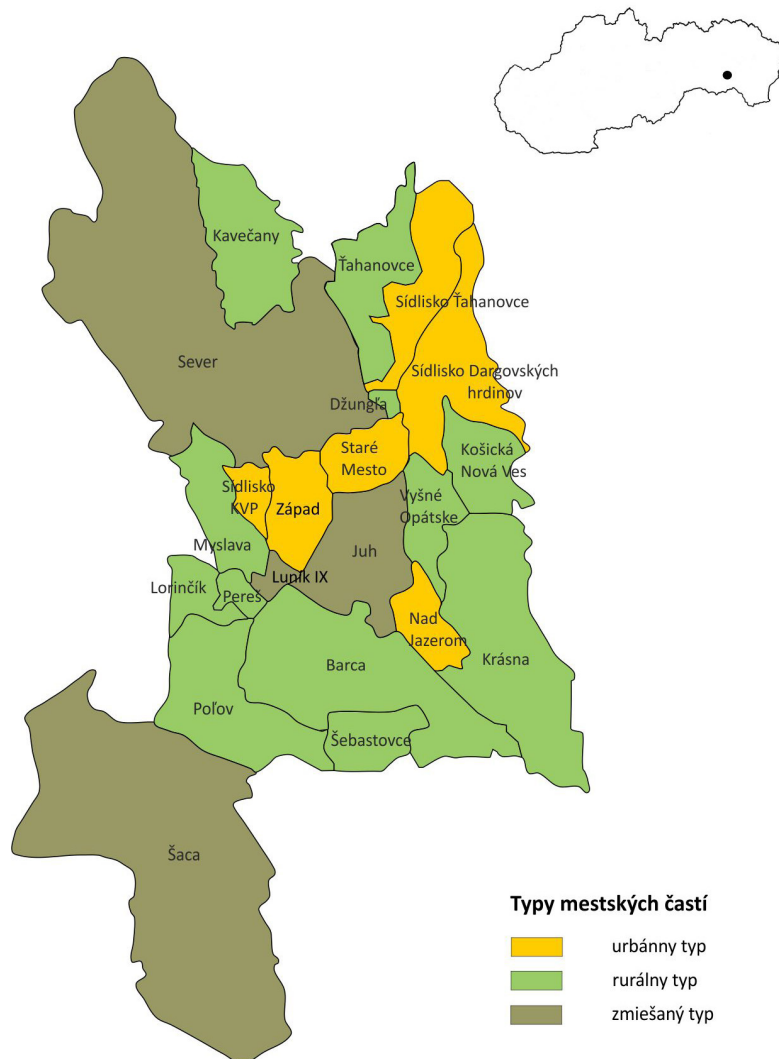 Kavečany
Ťahanovce
Sídlisko Ťahanovce
Sever
Sídlisko Dargovských
hrdinov
Džungľa
Staré
Mesto
Košická
Nová Ves
Sídlisko
KVP
Západ
Vyšné
Opátske
Myslava
Juh
Luník IX
Lorinčík
Pereš
Nad
Jazerom
Barca
Krásna
Poľov
Šebastovce
Šaca
Typy mestských častí
urbánny typ
rurálny typ
zmiešaný typ